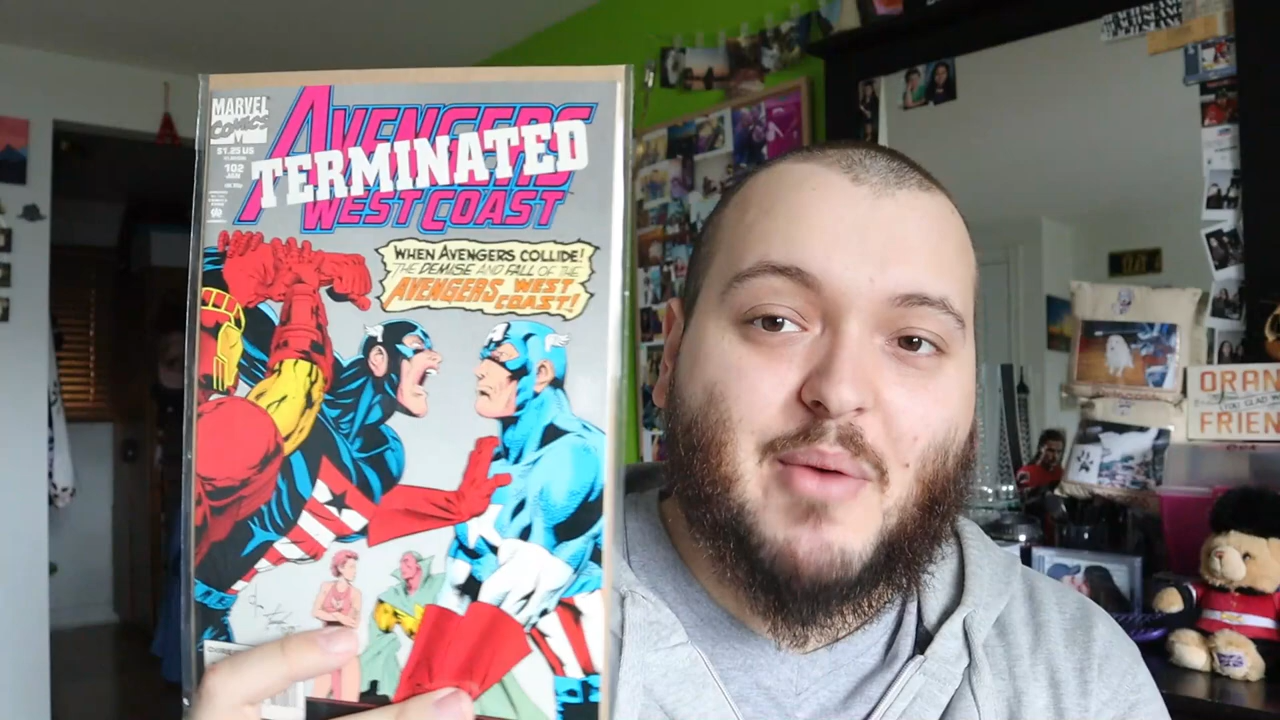 MARVEL
COMICS
$1.25 US
102
JAN
AVENGERS
TERMINATED
WEST COAST
WHEN AVENGERS COLLIDE!
THE DEMISE AND FALL OF THE
AVENGERS WEST
COAST!
ORAN
FRIEN